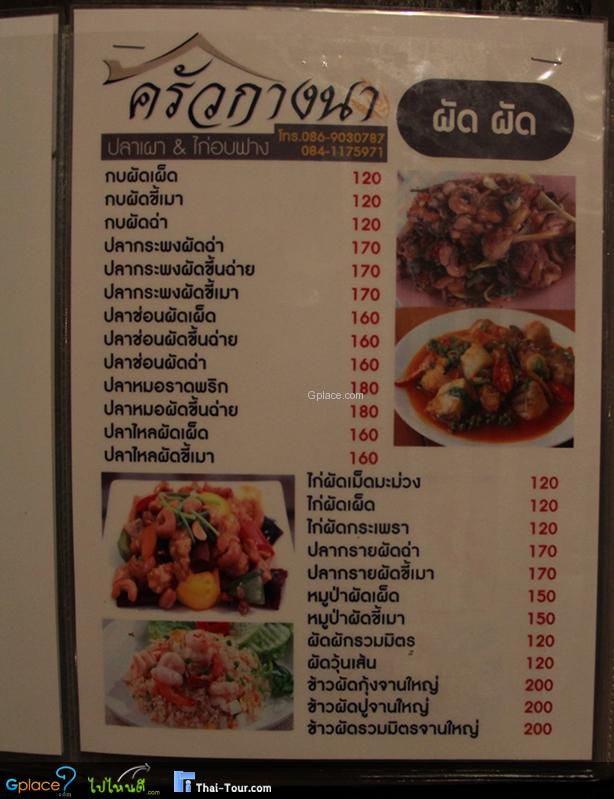 ครัวกางนา
ผัด ผัด
ปลาเผา & ไก่อบฟาง
โทร.086-9030787
084-1175971
กบผัดเผ็ด 120
กบผัดขี้เมา 120
กบผัดฉ่า 120
ปลากระพงผัดฉ่า 170
ปลากระพงผัดขึ้นฉ่าย 170
ปลากระพงผัดขี้เมา 170
ปลาช่อนผัดเผ็ด 160
ปลาช่อนผัดขึ้นฉ่าย 160
ปลาช่อนผัดฉ่า 160
ปลาหมอราดพริก 180
ปลาหมอผัดขึ้นฉ่าย 180
ปลาไหลผัดเผ็ด 160
ปลาไหลผัดขี้เมา 160
Gplace.com
ไก่ผัดเม็ดมะม่วง 120
ไก่ผัดเผ็ด 120
ไก่ผัดกระเพรา 120
ปลากรายผัดฉ่า 170
ปลากรายผัดขี้เมา 170
หมูป่าผัดเผ็ด 150
หมูป่าผัดขี้เมา 150
ผัดผักรวมมิตร 120
ผัดวุ้นเส้น 120
ข้าวผัดกุ้งจานใหญ่ 200
ข้าวผัดปูจานใหญ่ 200
ข้าวผัดรวมมิตรจานใหญ่ 200
Gplace?.com ไปไหนดี.com Thai-Tour.com